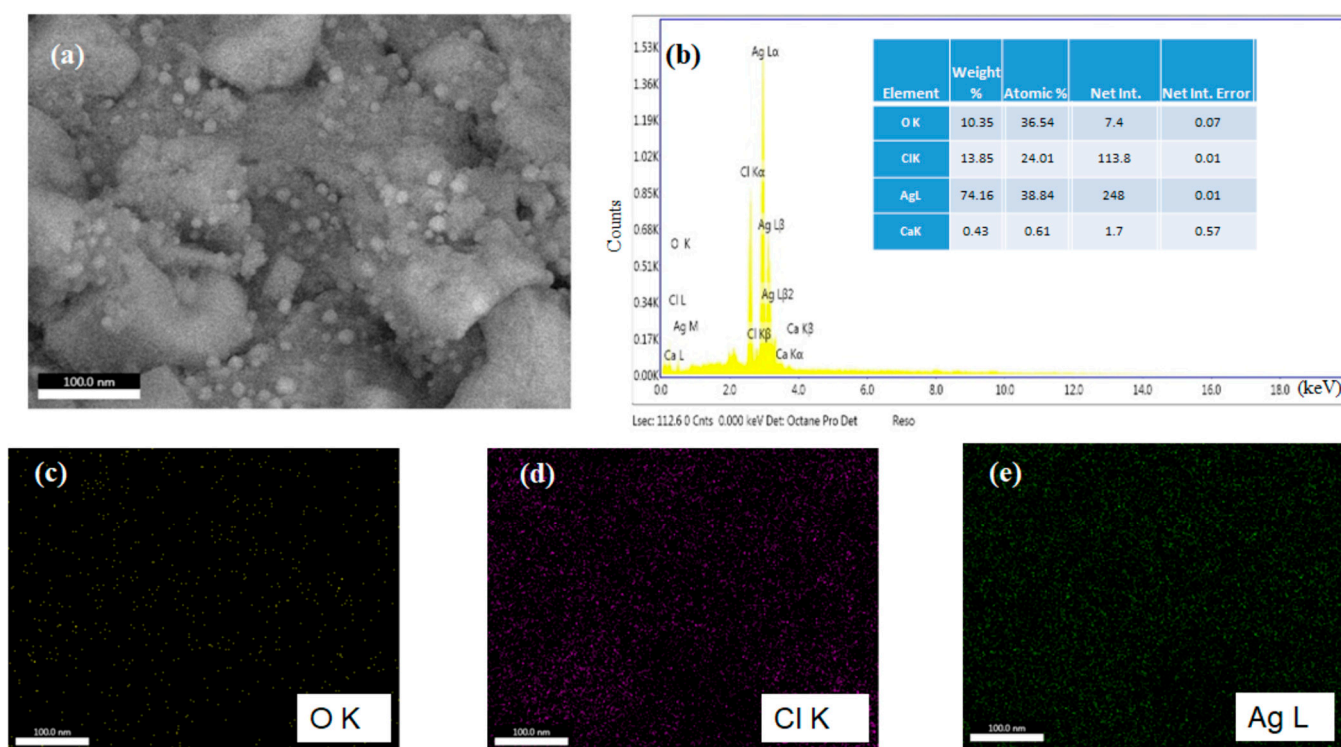 (a)
100.0 nm
(b)
Counts
1.53K
1.36K
1.19K
1.02K
0.85K
0.68K
0.51K
0.34K
0.17K
0.00K
Ag Lα
Cl Kα
Ag Lβ
O K
Ag Lβ2
Cl L
Ag M
Cl Kβ
Ca Kβ
Ca L
Ca Kα
0.0 2.0 4.0 6.0 8.0 10.0 12.0 14.0 16.0 18.0 (keV)
Lsec: 112.6 0 Cnts 0.000 keV Det: Octane Pro Det Reso
Element Weight % Atomic % Net Int. Net Int. Error
O K 10.35 36.54 7.4 0.07
ClK 13.85 24.01 113.8 0.01
AgL 74.16 38.84 248 0.01
CaK 0.43 0.61 1.7 0.57
(c)
100.0 nm
O K
(d)
100.0 nm
Cl K
(e)
100.0 nm
Ag L